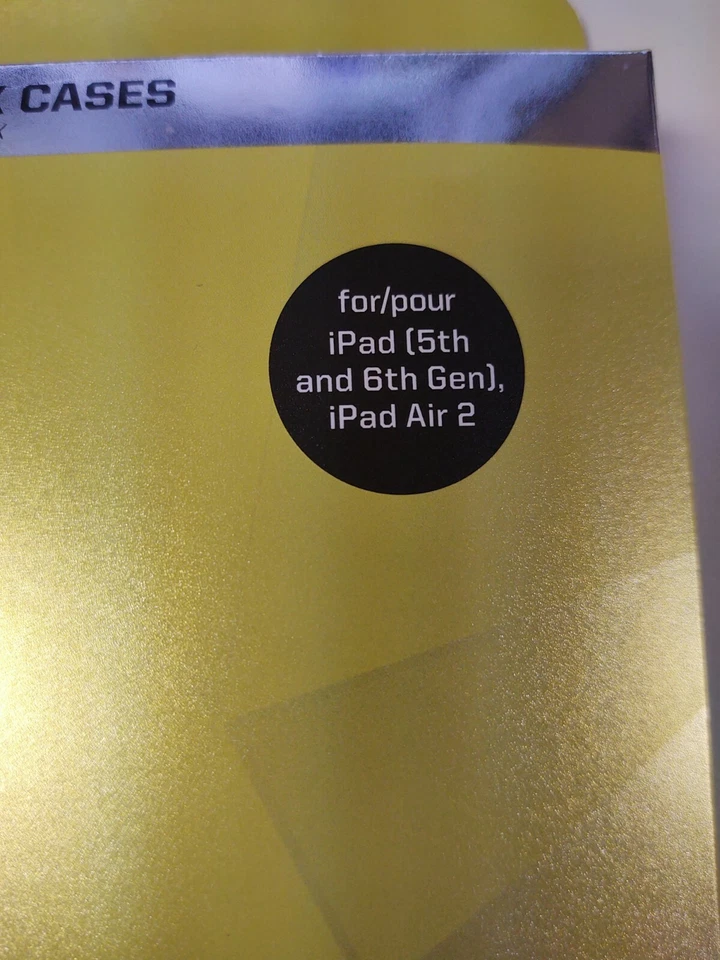 CASES
for/pour
iPad (5th
and 6th Gen),
iPad Air 2